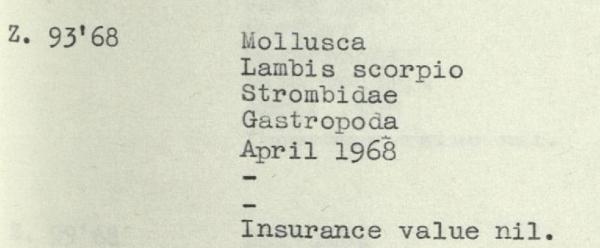 Z. 93'68 Mollusca
Lambis scorpio
Strombidae
Gastropoda
April 1968
-
-
Insurance value nil.